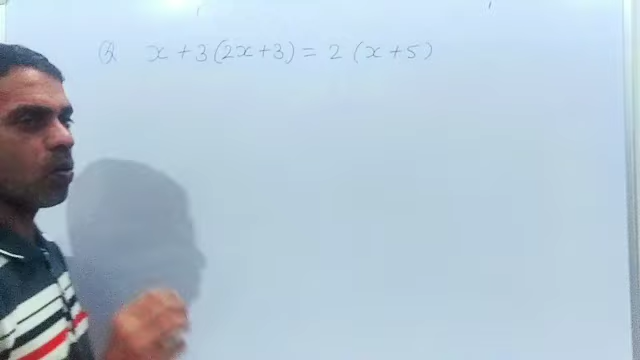 Q x + 3 (2x + 3) = 2 (x + 5)